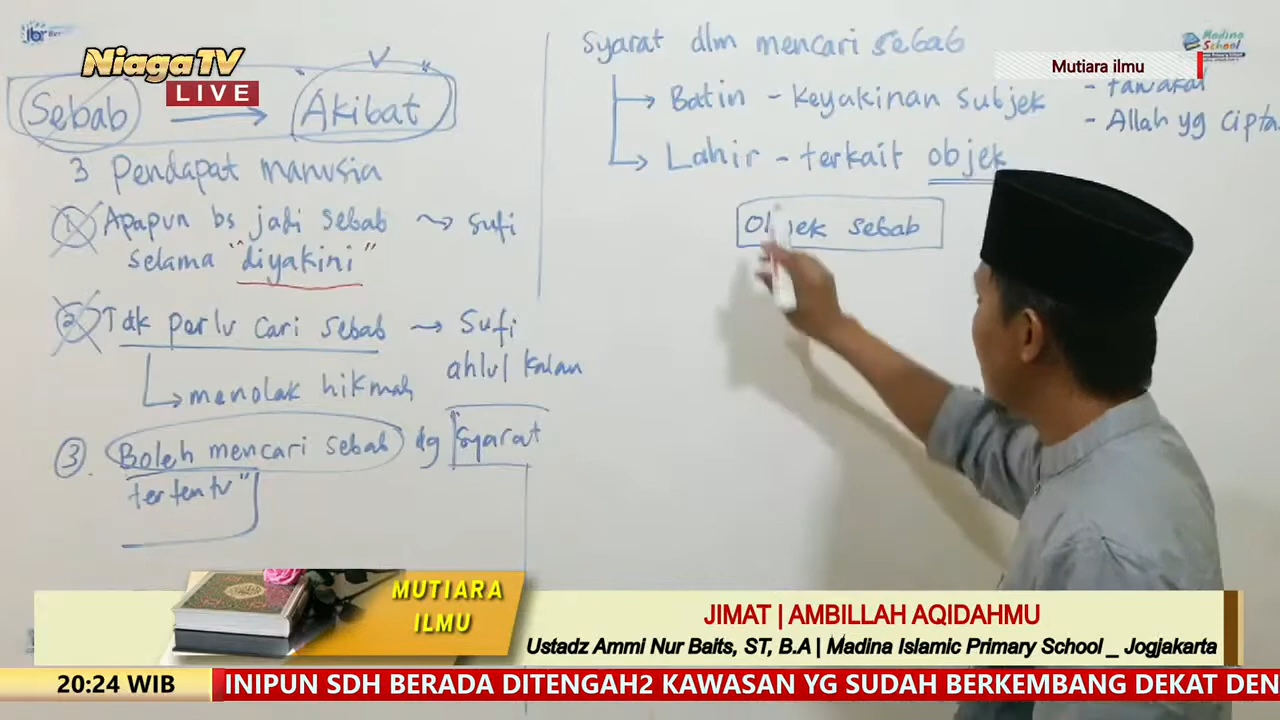 NiagaTV
LIVE
Mutiara ilmu
Madina
School
Sebab → Akibat
3 Pendapat manusia
1 Apapun bs jadi sebab → sufi
selama "diyakini"
2 Tdk perlu cari sebab → Sufi
ahlul kalam
menolak hikmah
3. Boleh mencari sebab dg syarat
tertentu"
Syarat dlm mencari sebab
Batin - Keyakinan subjek
- tawakal
- Allah yg cipta
Lahir - terkait objek
Objek sebab
MUTIARA
ILMU
JIMAT | AMBILLAH AQIDAHMU
Ustadz Ammi Nur Baits, ST, B.A | Madina Islamic Primary School _ Jogjakarta
20:24 WIB
INIPUN SDH BERADA DITENGAH2 KAWASAN YG SUDAH BERKEMBANG DEKAT DEN